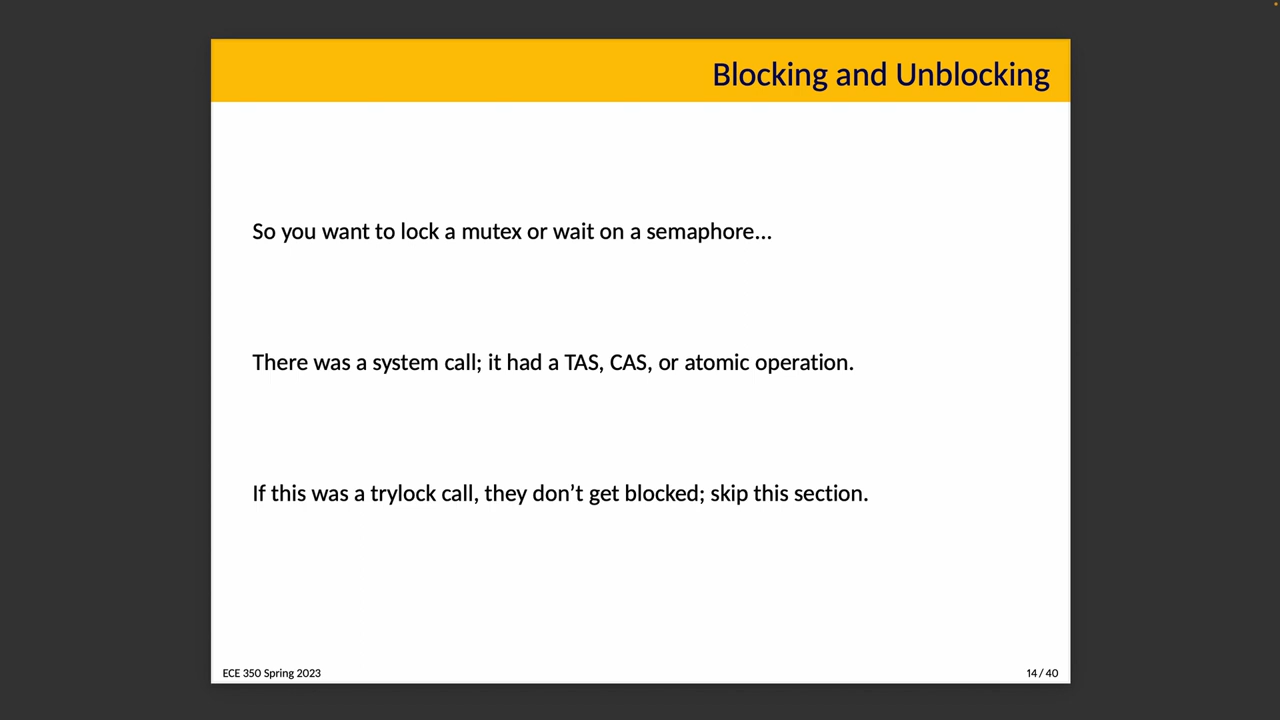 Blocking and Unblocking
So you want to lock a mutex or wait on a semaphore...
There was a system call; it had a TAS, CAS, or atomic operation.
If this was a trylock call, they don’t get blocked; skip this section.
ECE 350 Spring 2023
14 / 40